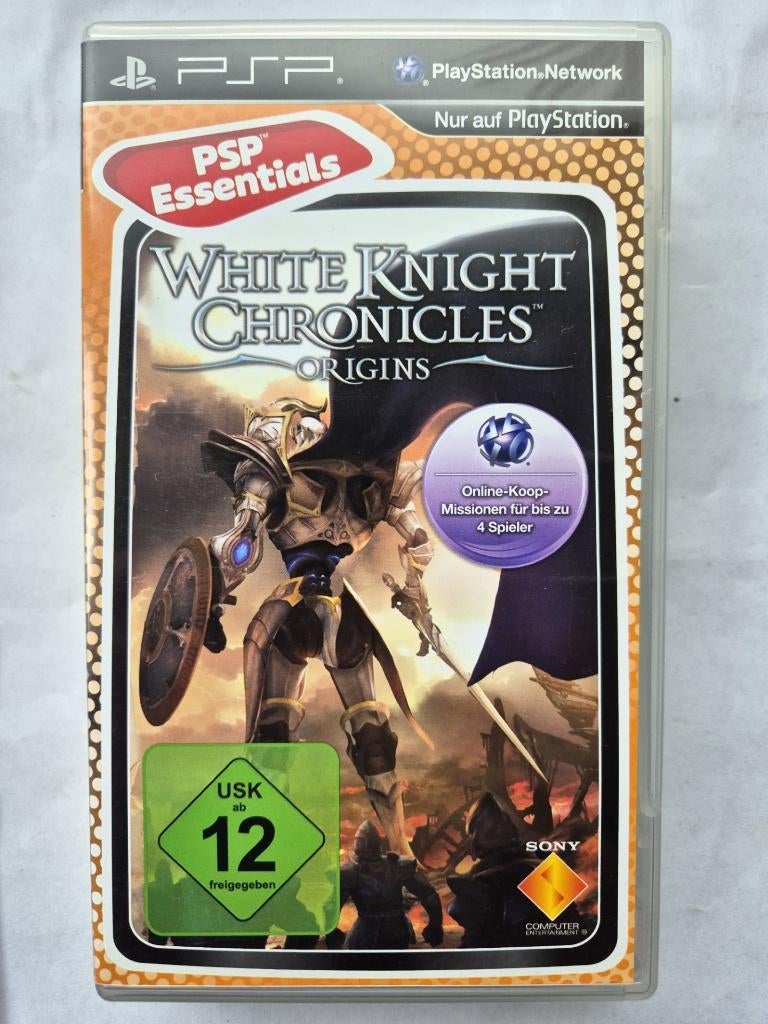 PSP®
PlayStation®Network
Nur auf PlayStation®
PSP™
Essentials
WHITE KNIGHT
CHRONICLES™
ORIGINS
Online-Koop-
Missionen für bis zu
4 Spieler
USK
ab
12
freigegeben
SONY
COMPUTER
ENTERTAINMENT®